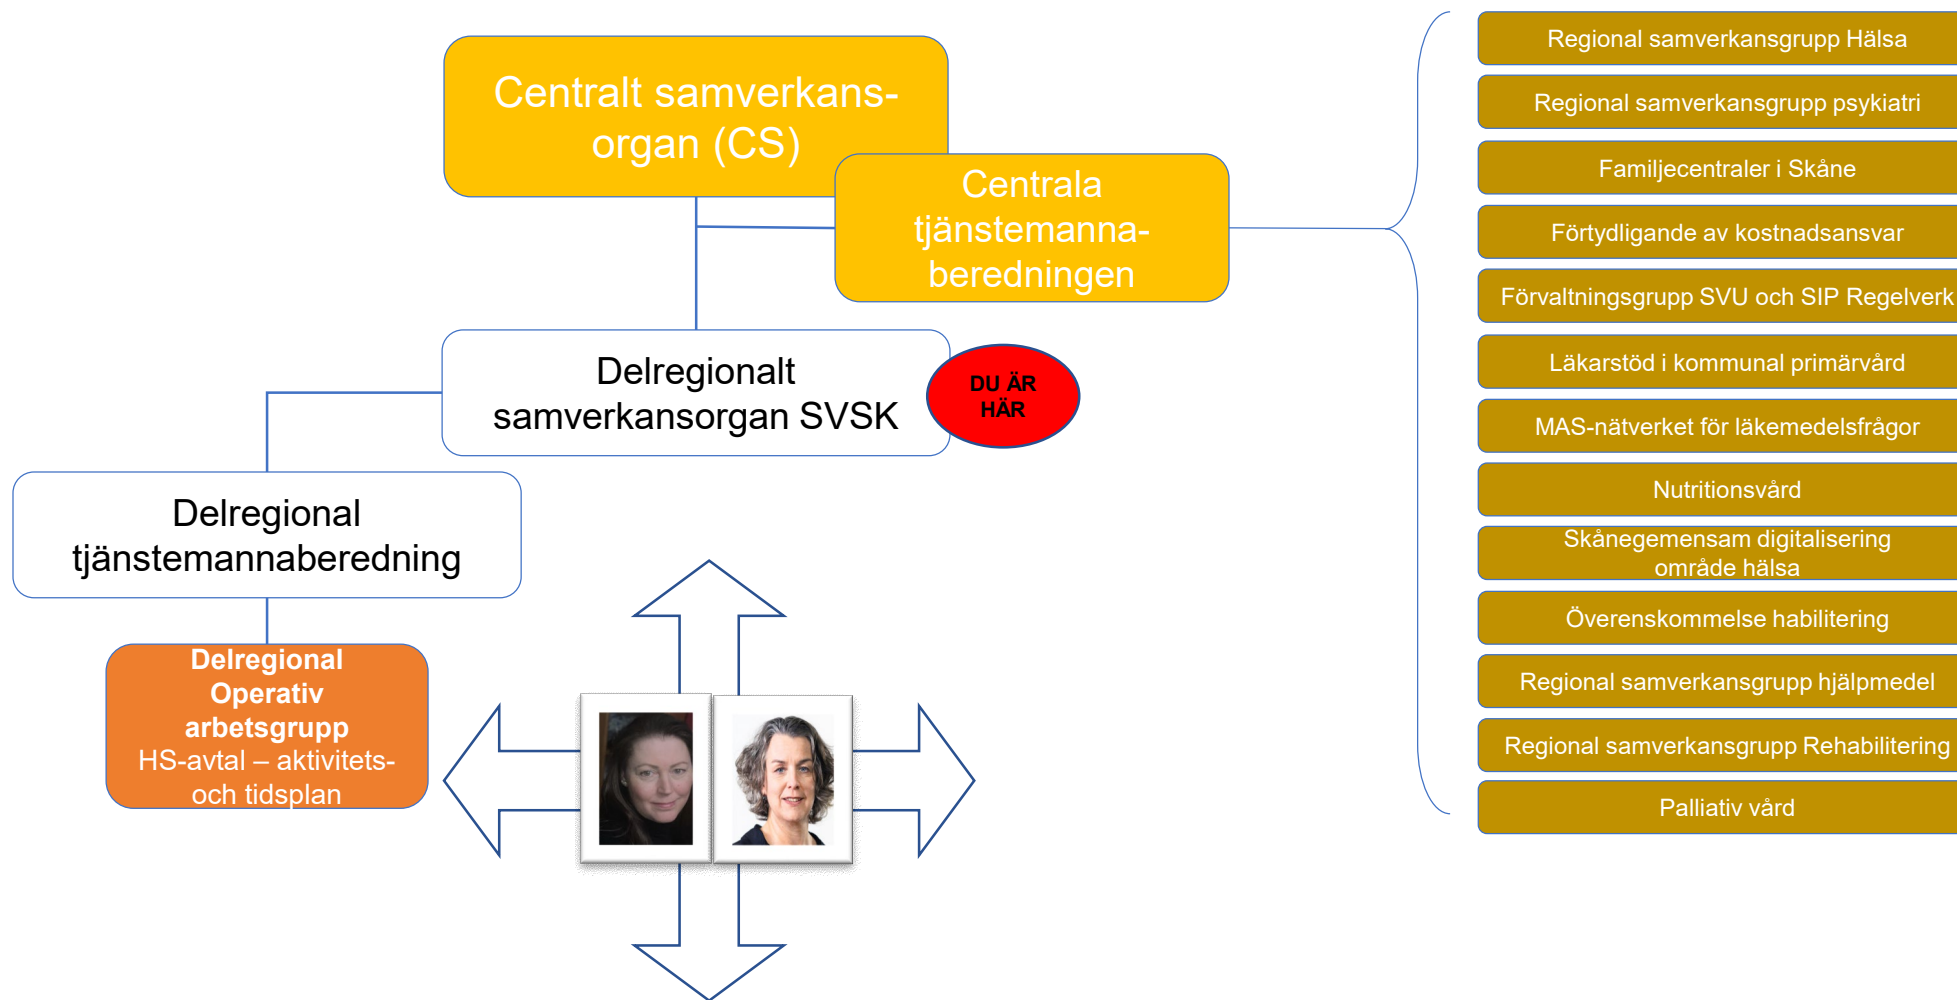 Centralt samverkans-
organ (CS)
Centrala
tjänstemanna-
beredningen
Delregionalt
samverkansorgan SVSK
DU ÄR
HÄR
Delregional
tjänstemannaberedning
Delregional
Operativ
arbetsgrupp
HS-avtal – aktivitets-
och tidsplan
Regional samverkansgrupp Hälsa
Regional samverkansgrupp psykiatri
Familjecentraler i Skåne
Förtydligande av kostnadsansvar
Förvaltningsgrupp SVU och SIP Regelverk
Läkarstöd i kommunal primärvård
MAS-nätverket för läkemedelsfrågor
Nutritionsvård
Skånegemensam digitalisering
område hälsa
Överenskommelse habilitering
Regional samverkansgrupp hjälpmedel
Regional samverkansgrupp Rehabilitering
Palliativ vård